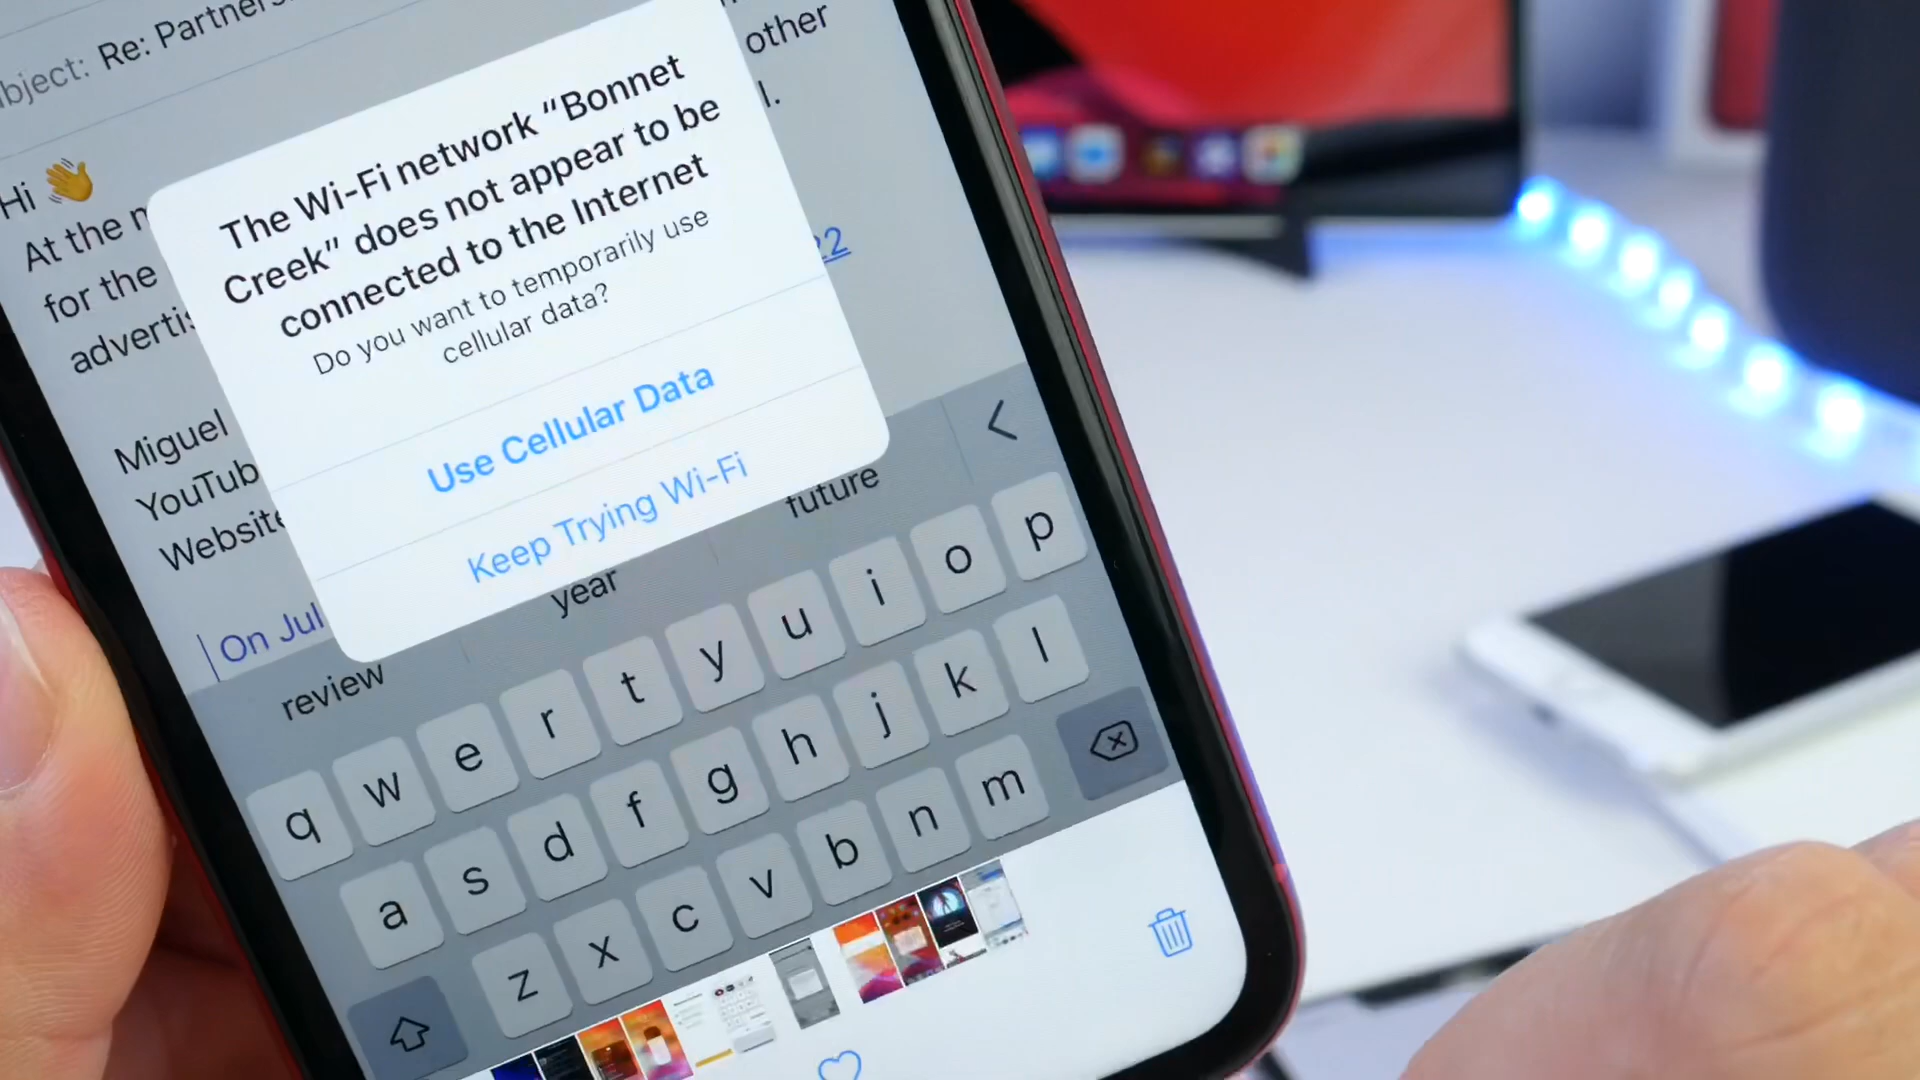 bject: Re: Partners
other
l.
Hi 👋
At the
for the
advertis
22
The Wi-Fi network “Bonnet
Creek” does not appear to be
connected to the Internet
Do you want to temporarily use
cellular data?
Use Cellular Data
Keep Trying Wi-Fi
Miguel
YouTub
Website
On Jul
review
year
future
q w e r t y u i o p
a s d f g h j k l
z x c v b n m